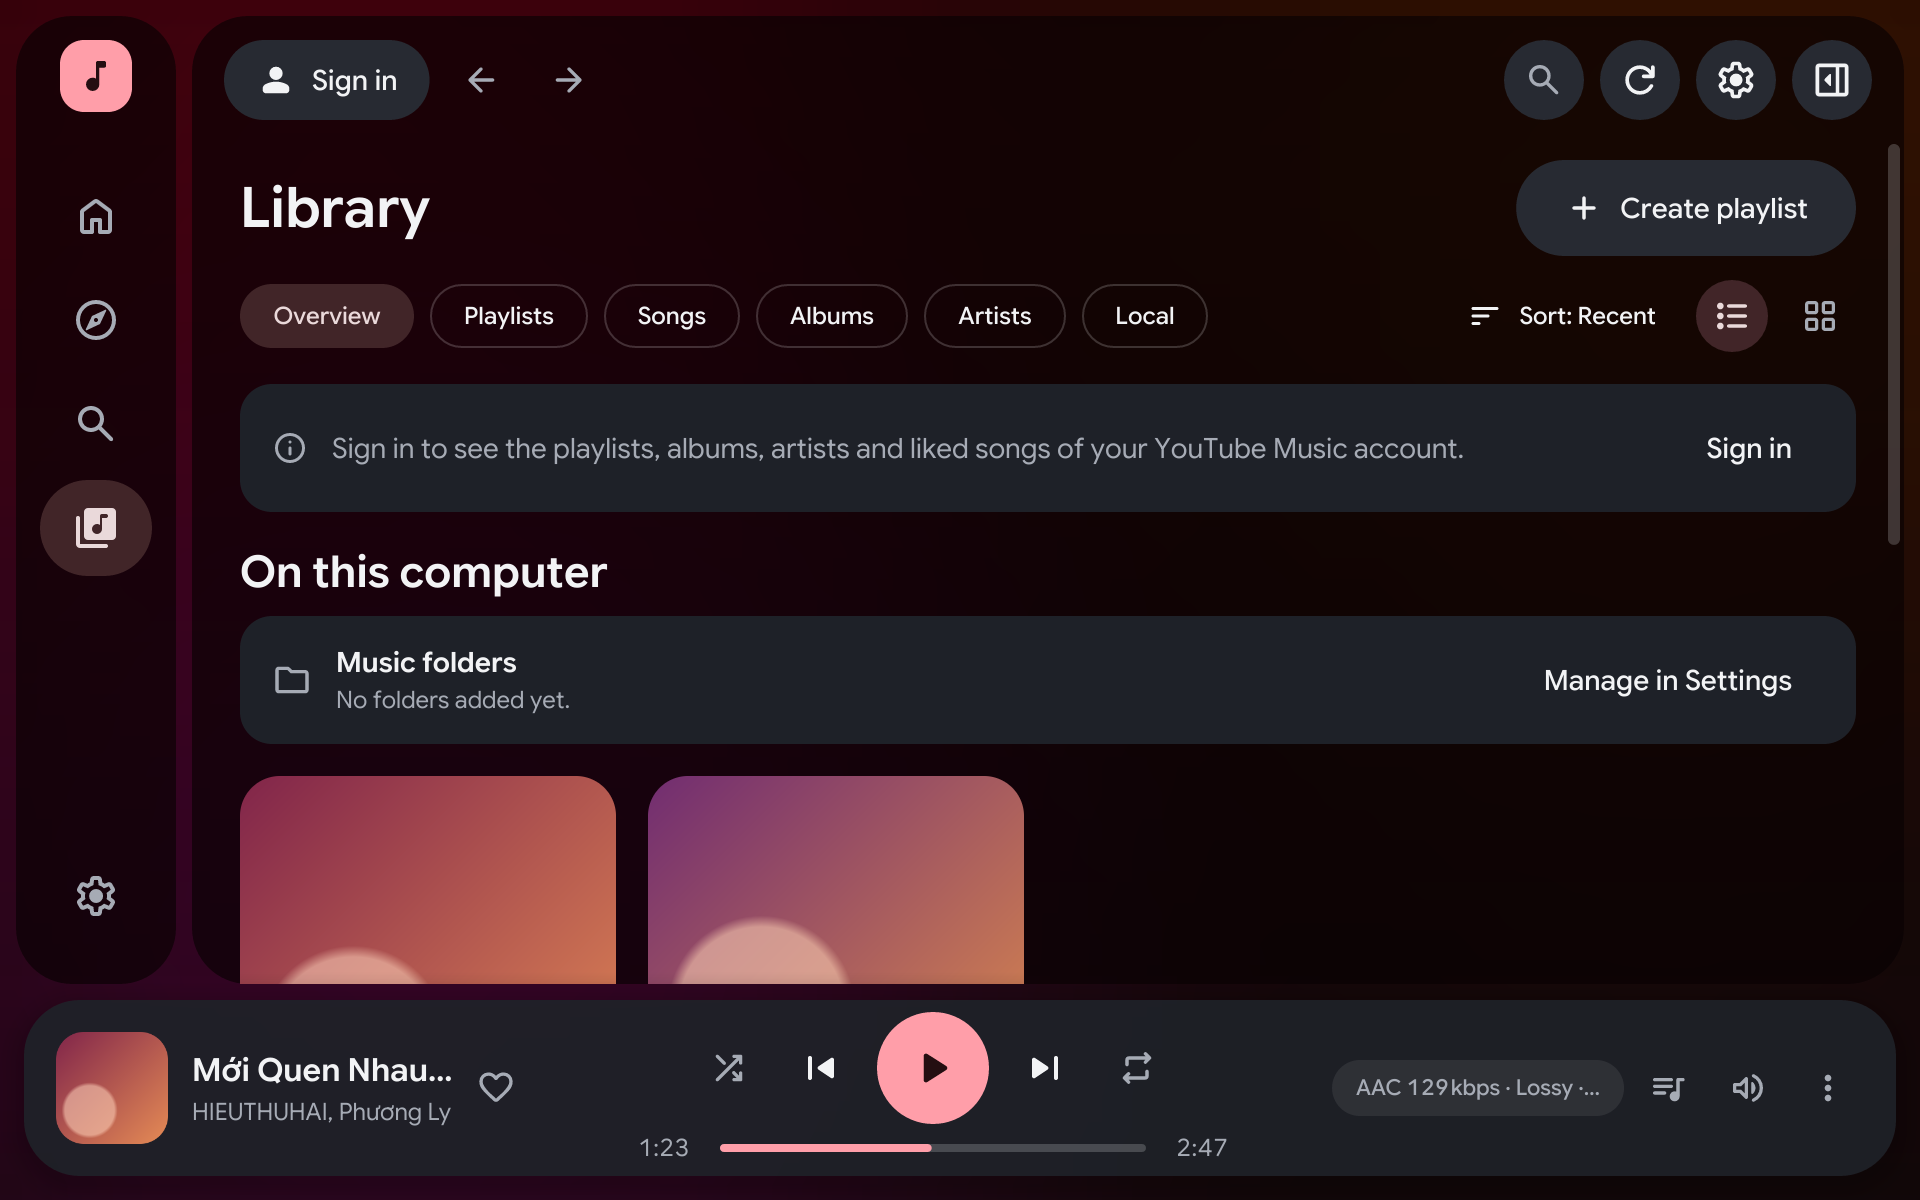 Sign in
Library
Create playlist
Overview
Playlists
Songs
Albums
Artists
Local
Sort: Recent
Sign in to see the playlists, albums, artists and liked songs of your YouTube Music account.
Sign in
On this computer
Music folders
No folders added yet.
Manage in Settings
Mới Quen Nhau...
HIEUTHUHAI, Phương Ly
1:23
2:47
AAC 129 kbps · Lossy ·...